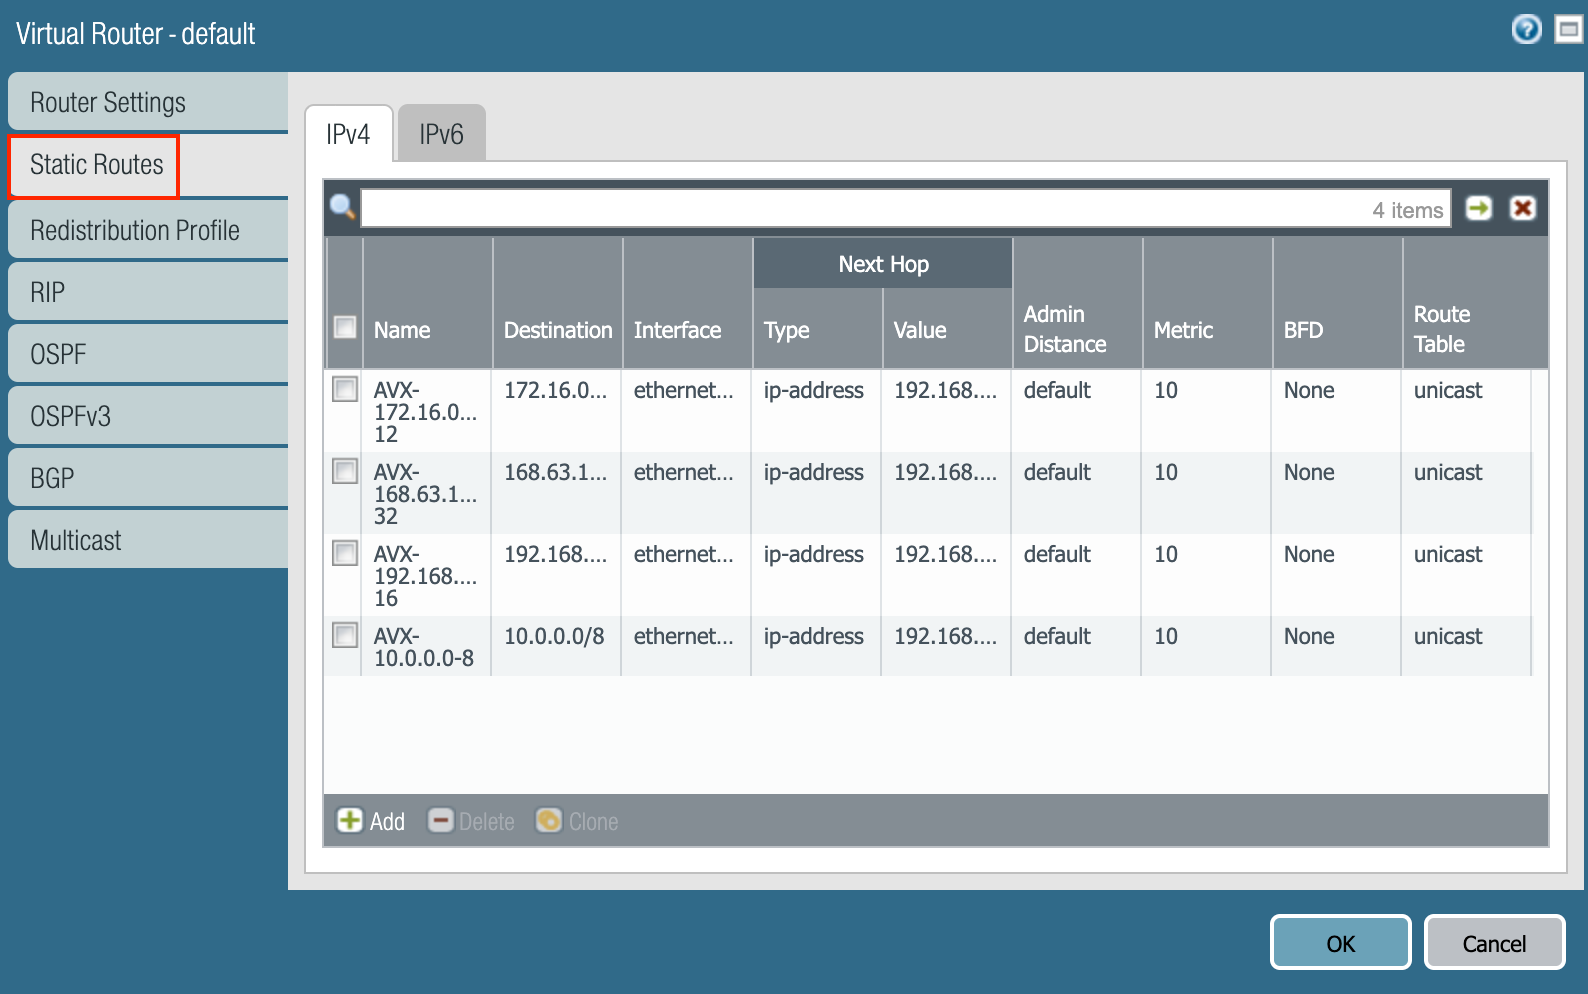 Virtual Router - default
Router Settings
Static Routes
Redistribution Profile
RIP
OSPF
OSPFv3
BGP
Multicast
IPv4 IPv6
4 items
Next Hop
Name Destination Interface Type Value Admin Distance Metric BFD Route Table
AVX-172.16.0...12 172.16.0... ethernet... ip-address 192.168.... default 10 None unicast
AVX-168.63.1...32 168.63.1... ethernet... ip-address 192.168.... default 10 None unicast
AVX-192.168....16 192.168.... ethernet... ip-address 192.168.... default 10 None unicast
AVX-10.0.0.0-8 10.0.0.0/8 ethernet... ip-address 192.168.... default 10 None unicast
Add Delete Clone
OK Cancel